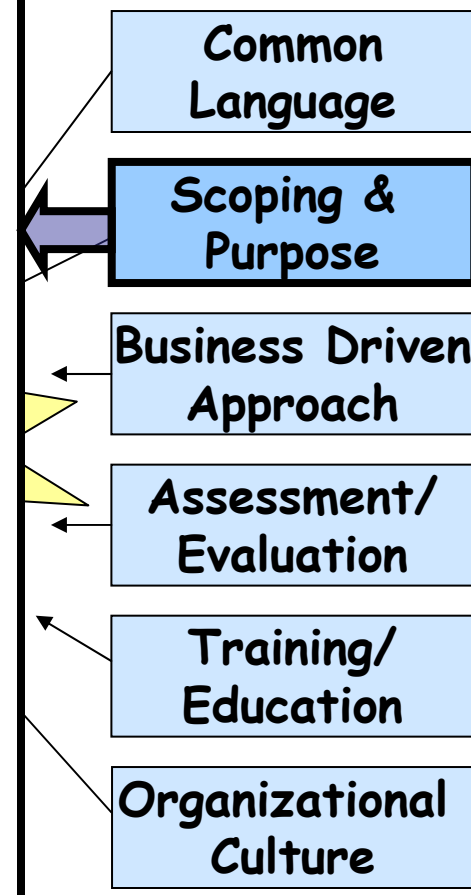 Common
Language
Scoping &
Purpose
Business Driven
Approach
Assessment/
Evaluation
Training/
Education
Organizational
Culture